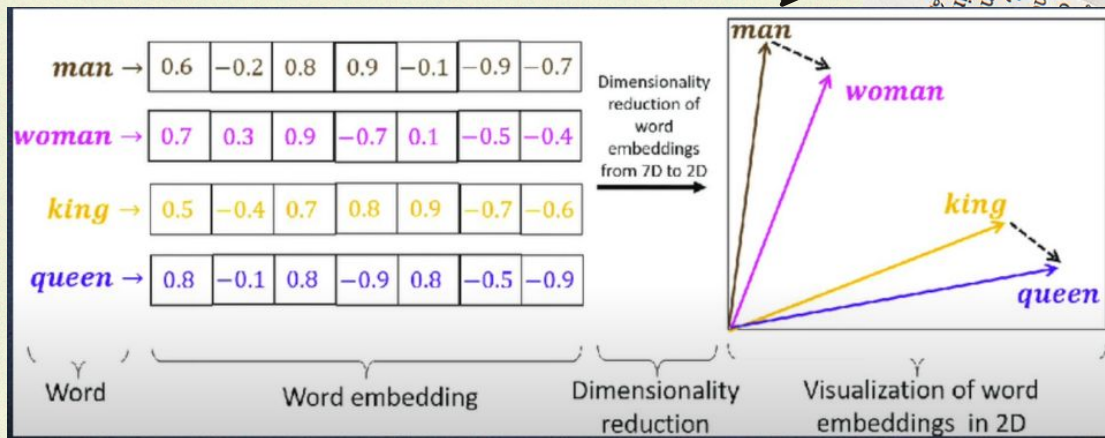 man → 0.6 −0.2 0.8 0.9 −0.1 −0.9 −0.7
woman → 0.7 0.3 0.9 −0.7 0.1 −0.5 −0.4
king → 0.5 −0.4 0.7 0.8 0.9 −0.7 −0.6
queen → 0.8 −0.1 0.8 −0.9 0.8 −0.5 −0.9
Dimensionality
reduction of
word
embeddings
from 7D to 2D
man
woman
king
queen
Word
Word embedding
Dimensionality
reduction
Visualization of word
embeddings in 2D